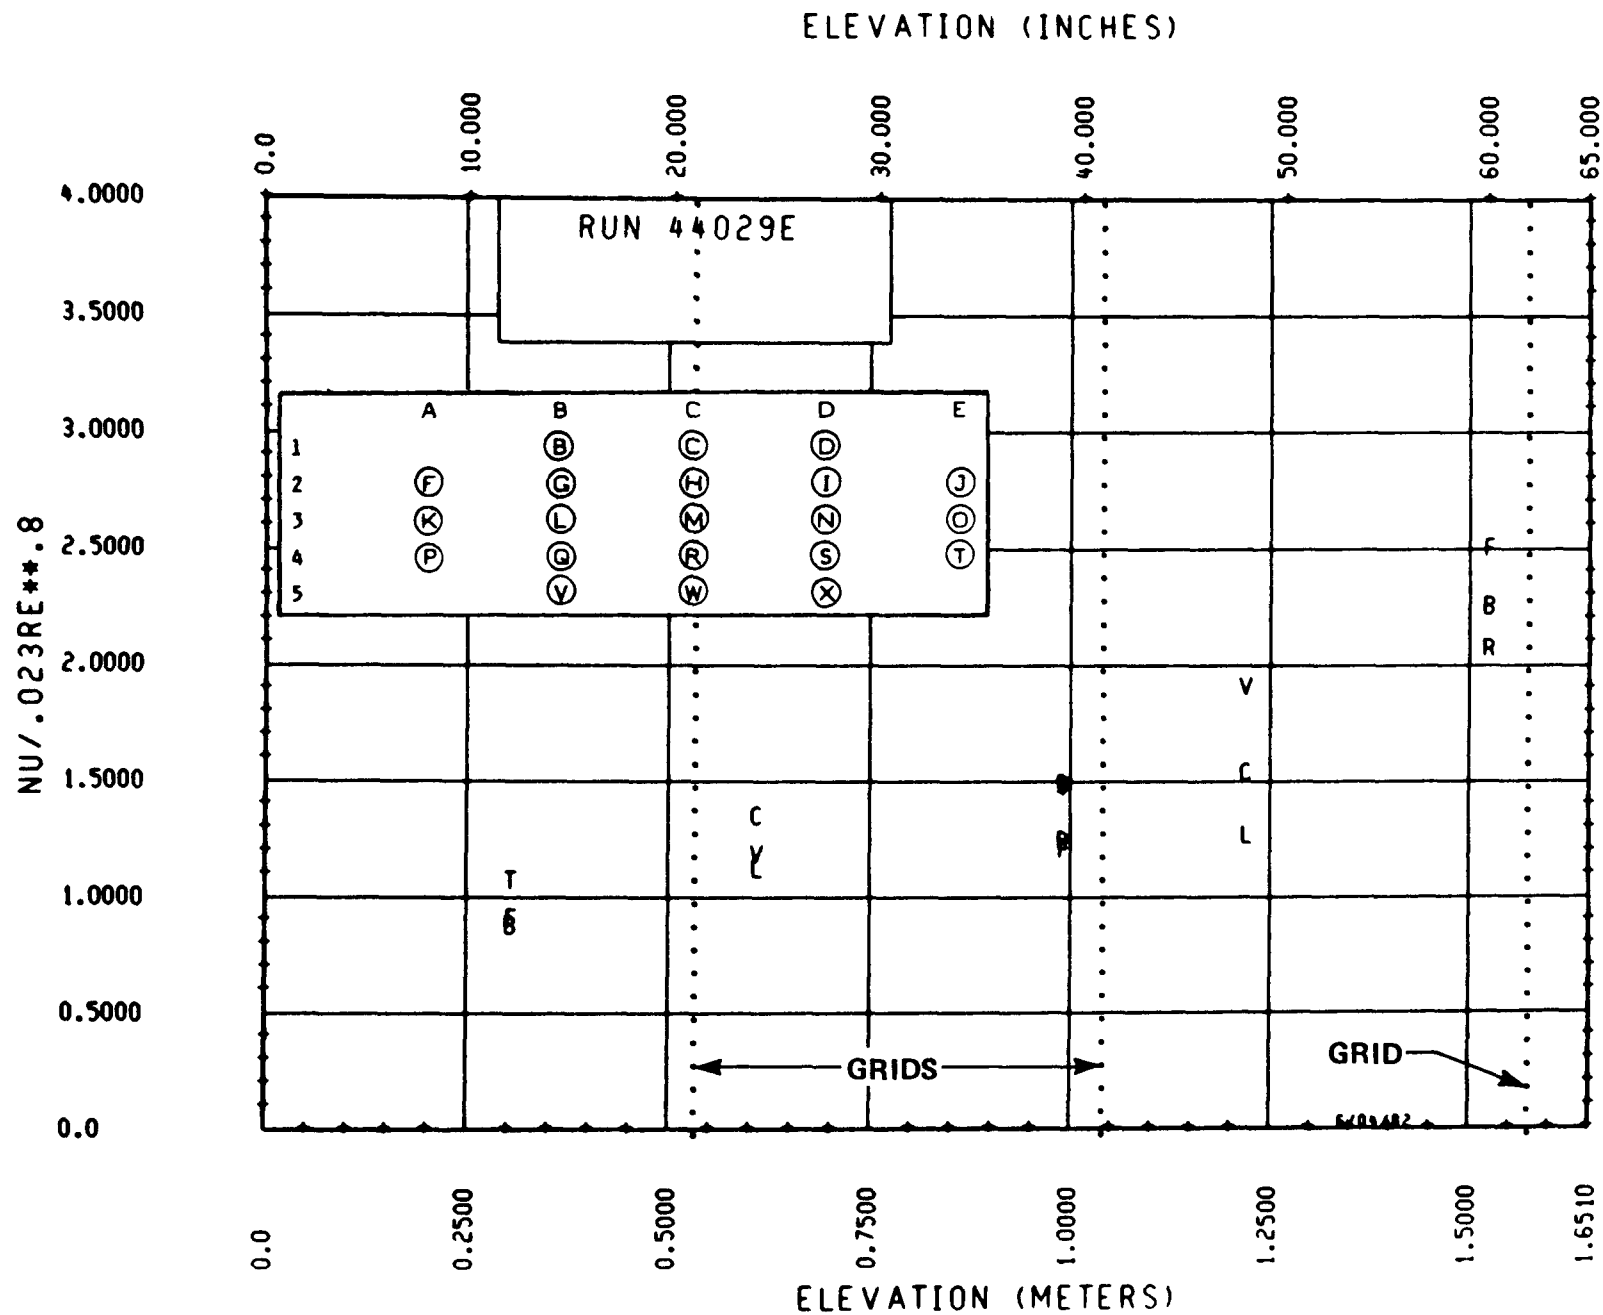 ELEVATION (INCHES)
0.0 10.000 20.000 30.000 40.000 50.000 60.000 65.000
4.0000
RUN 44029E
3.5000
A B C D E
3.0000
1 B C D
2 F G H I J
3 K L M N O
2.5000
4 P Q R S T
F
5 V W X
B
R
2.0000
V
1.5000
C
C
L
V
L
T
1.0000
0.5000
GRIDS
GRID
0.0
NU/.023RE**.8
0.0 0.2500 0.5000 0.7500 1.0000 1.2500 1.5000 1.6510
ELEVATION (METERS)